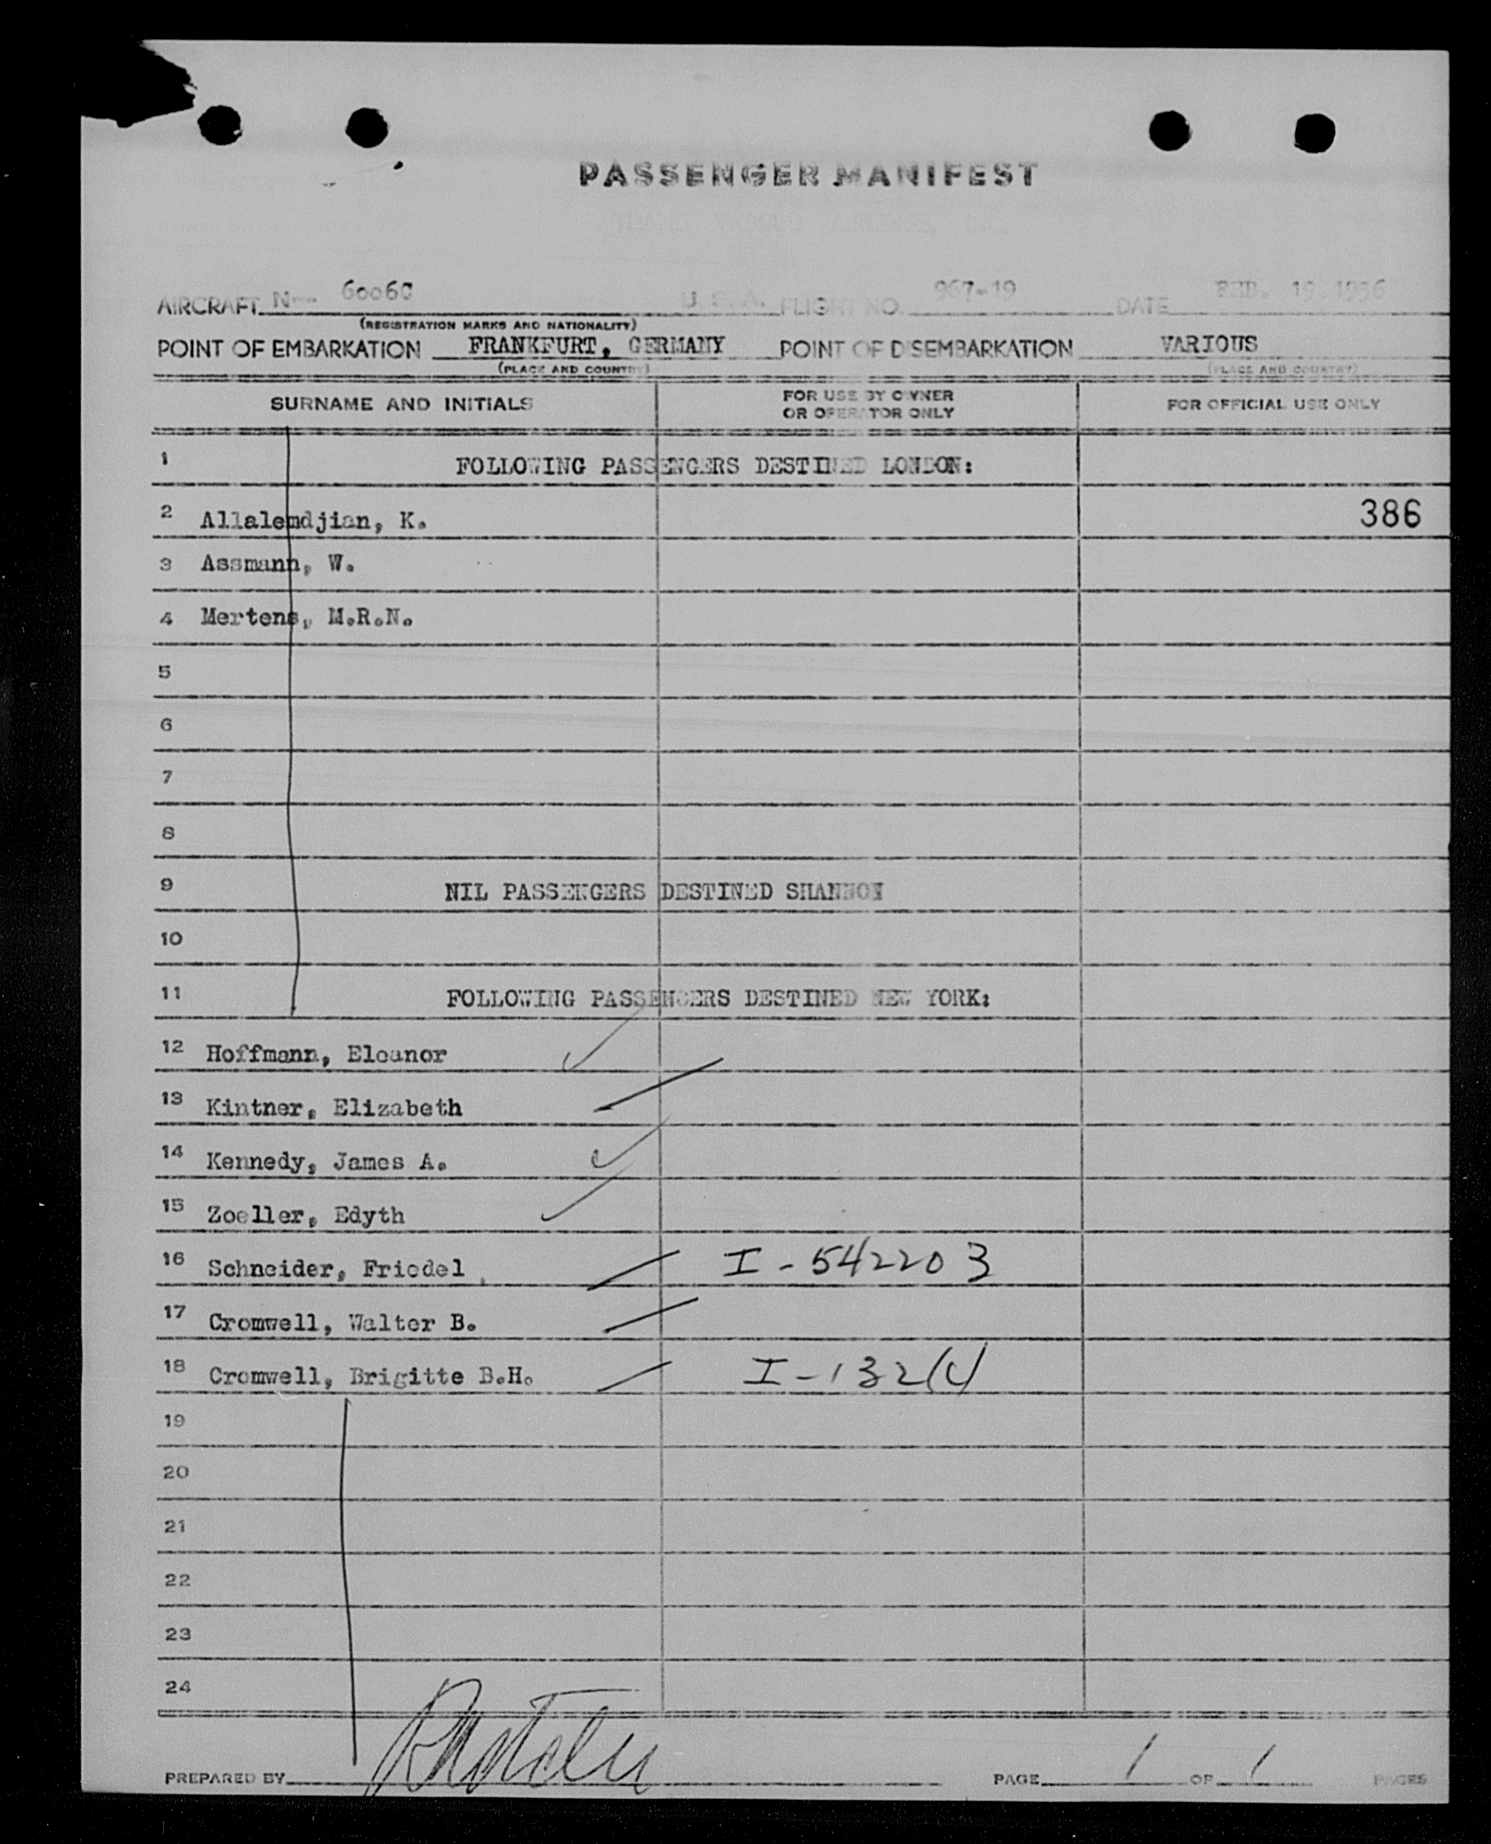 PASSENGER MANIFEST
AIRCRAFT N-- 6006C U. S. A. FLIGHT NO. 967-19 DATE FEB. 19.1956
(REGISTRATION MARKS AND NATIONALITY)
POINT OF EMBARKATION FRANKFURT, GERMANY POINT OF DISEMBARKATION VARIOUS
(PLACE AND COUNTRY) (PLACE AND COUNTRY)
SURNAME AND INITIALS FOR USE BY OWNER OR OPERATOR ONLY FOR OFFICIAL USE ONLY
1 FOLLOWING PASSENGERS DESTINED LONDON:
2 Allalemdjian, K. 386
3 Assmann, W.
4 Mertens, M.R.N.
5
6
7
8
9 NIL PASSENGERS DESTINED SHANNON
10
11 FOLLOWING PASSENGERS DESTINED NEW YORK:
12 Hoffmann, Eleanor
13 Kintner, Elizabeth
14 Kennedy, James A.
15 Zoeller, Edyth
16 Schneider, Friedel I-542203
17 Cromwell, Walter B.
18 Cromwell, Brigitte B.H. I-132(c)
19
20
21
22
23
24
PREPARED BY PAGE 1 OF 1 PAGES